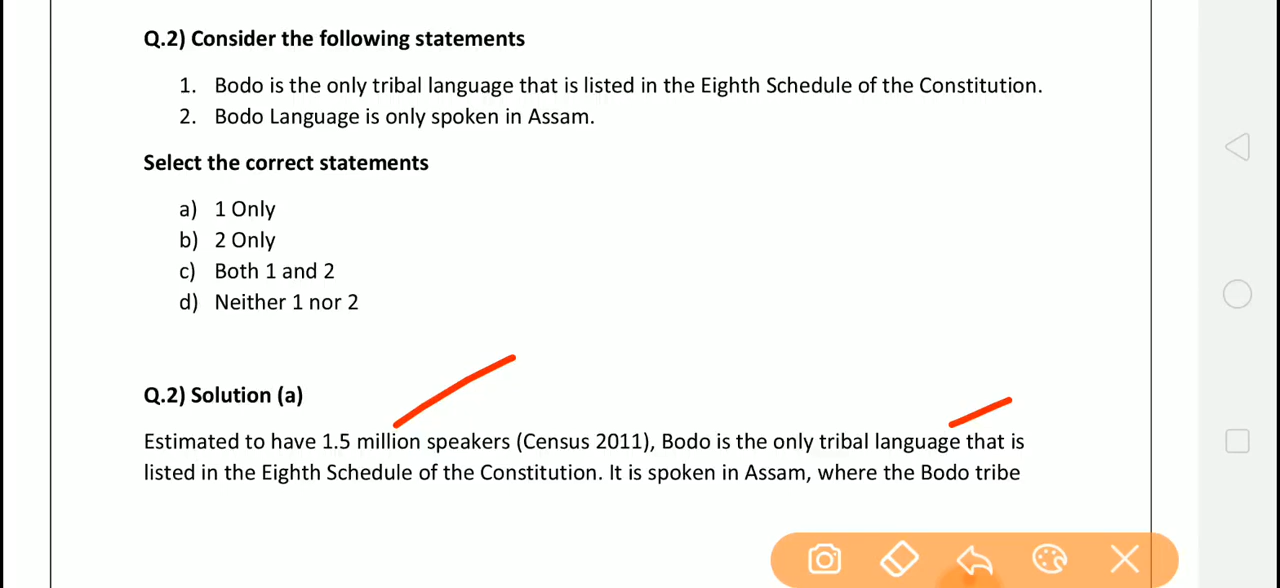 Q.2) Consider the following statements
1. Bodo is the only tribal language that is listed in the Eighth Schedule of the Constitution.
2. Bodo Language is only spoken in Assam.
Select the correct statements
a) 1 Only
b) 2 Only
c) Both 1 and 2
d) Neither 1 nor 2
Q.2) Solution (a)
Estimated to have 1.5 million speakers (Census 2011), Bodo is the only tribal language that is
listed in the Eighth Schedule of the Constitution. It is spoken in Assam, where the Bodo tribe